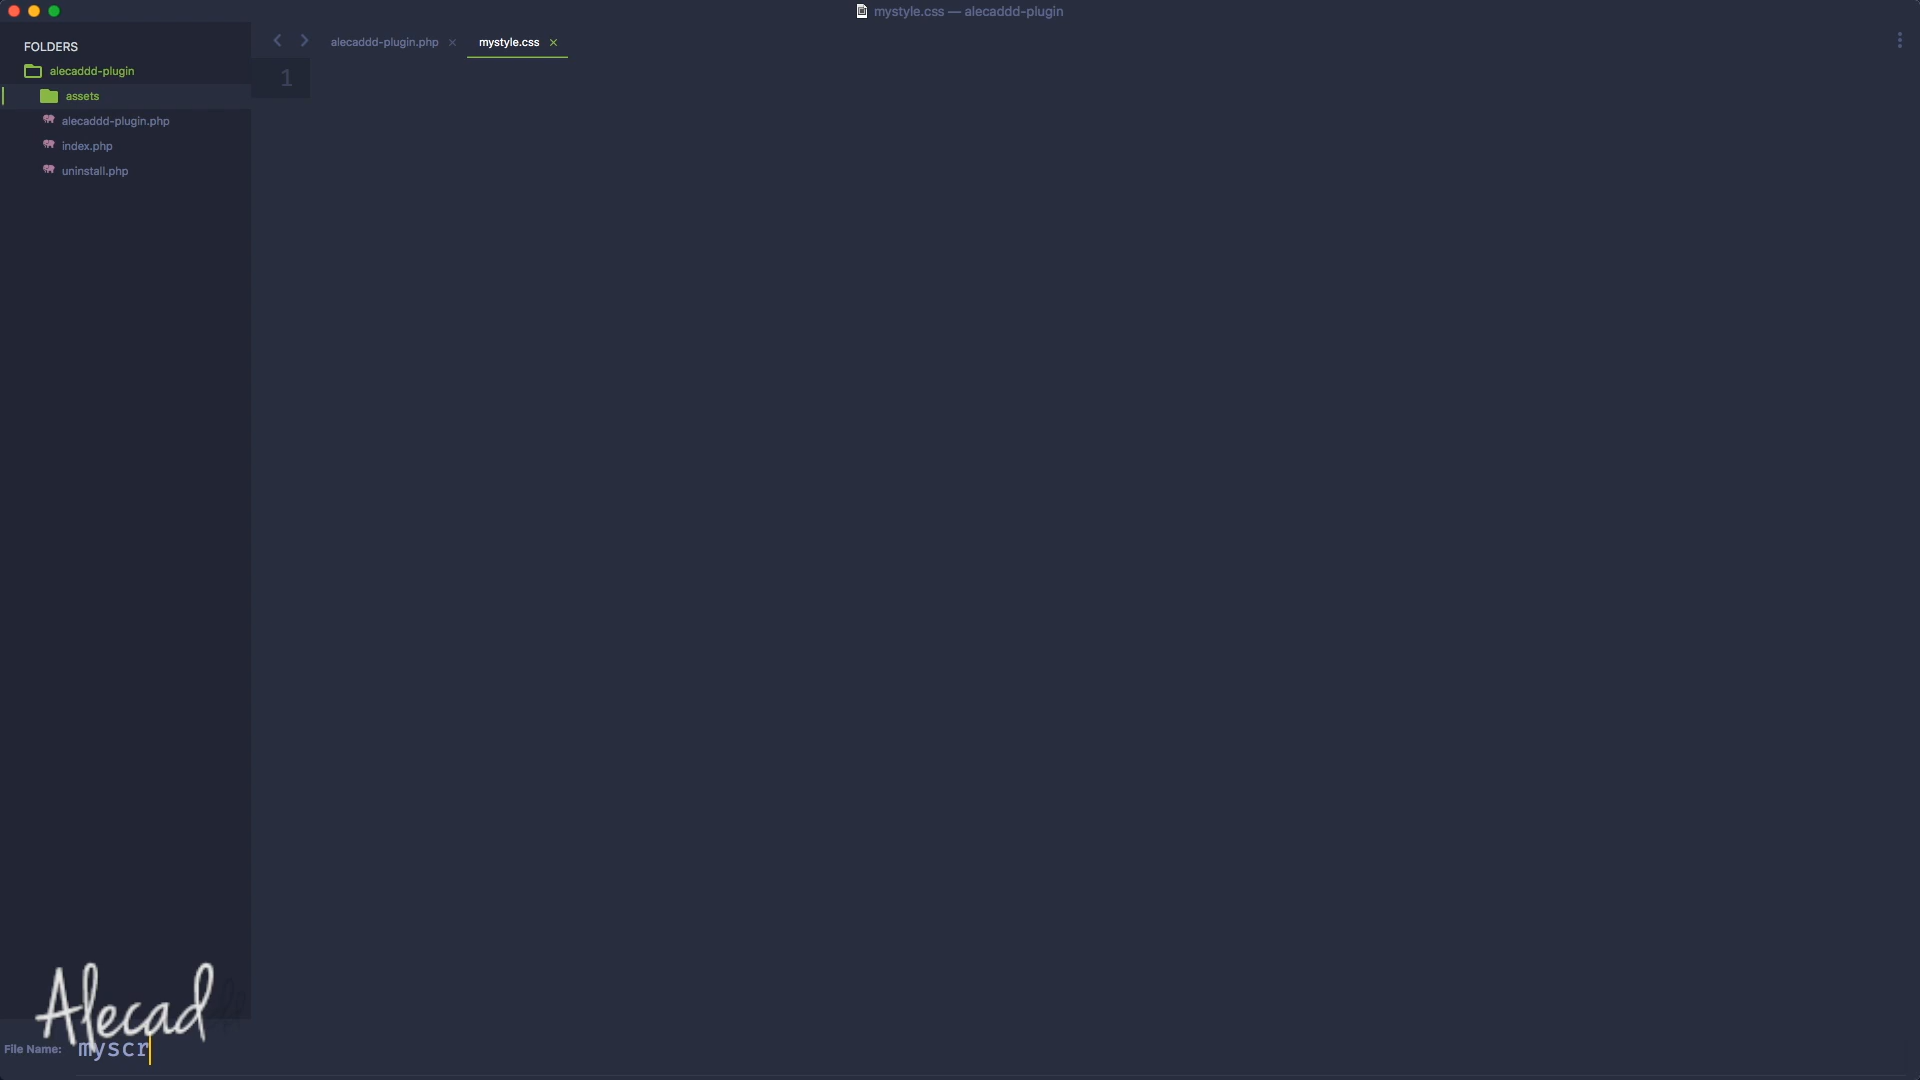 mystyle.css — alecaddd-plugin
FOLDERS
alecaddd-plugin
assets
alecaddd-plugin.php
index.php
uninstall.php
alecaddd-plugin.php
mystyle.css
1
Alecad
File Name: myscr